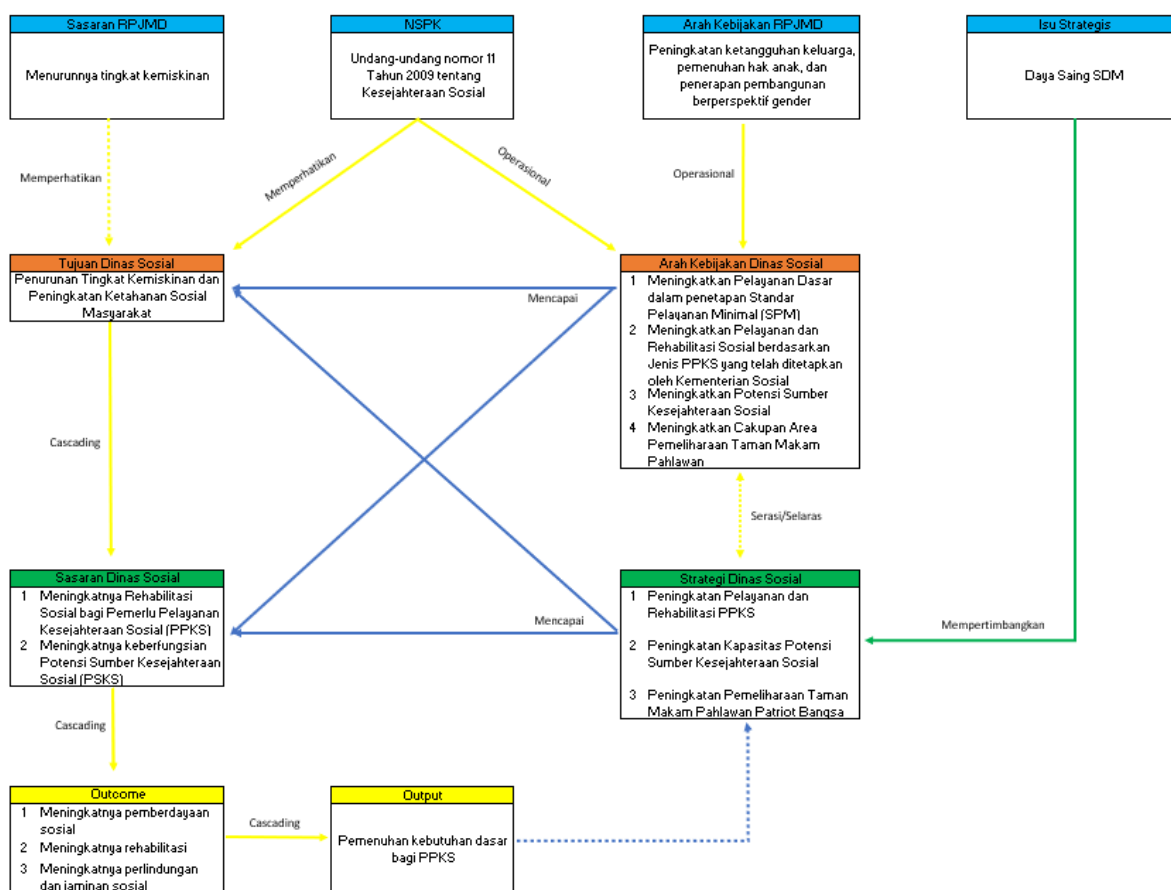 Sasaran RPJMD
Menurunnya tingkat kemiskinan
NSPK
Undang-undang nomor 11
Tahun 2009 tentang
Kesejahteraan Sosial
Arah Kebijakan RPJMD
Peningkatan ketangguhan keluarga,
pemenuhan hak anak, dan
penerapan pembangunan
berperspektif gender
Isu Strategis
Daya Saing SDM
Memperhatikan
Memperhatikan
Operasional
Operasional
Tujuan Dinas Sosial
Penurunan Tingkat Kemiskinan dan
Peningkatan Ketahanan Sosial
Masyarakat
Mencapai
Arah Kebijakan Dinas Sosial
1 Meningkatkan Pelayanan Dasar
dalam penetapan Standar
Pelayanan Minimal (SPM)
2 Meningkatkan Pelayanan dan
Rehabilitasi Sosial berdasarkan
Jenis PPKS yang telah ditetapkan
oleh Kementerian Sosial
3 Meningkatkan Potensi Sumber
Kesejahteraan Sosial
4 Meningkatkan Cakupan Area
Pemeliharaan Taman Makam
Pahlawan
Cascading
Serasi/Selaras
Sasaran Dinas Sosial
1 Meningkatnya Rehabilitasi
Sosial bagi Pemerlu Pelayanan
Kesejahteraan Sosial (PPKS)
2 Meningkatnya keberfungsian
Potensi Sumber Kesejahteraan
Sosial (PSKS)
Mencapai
Strategi Dinas Sosial
1 Peningkatan Pelayanan dan
Rehabilitasi PPKS
2 Peningkatan Kapasitas Potensi
Sumber Kesejahteraan Sosial
3 Peningkatan Pemeliharaan Taman
Makam Pahlawan Patriot Bangsa
Mempertimbangkan
Cascading
Outcome
1 Meningkatnya pemberdayaan
sosial
2 Meningkatnya rehabilitasi
3 Meningkatnya perlindungan
dan jaminan sosial
Cascading
Output
Pemenuhan kebutuhan dasar
bagi PPKS